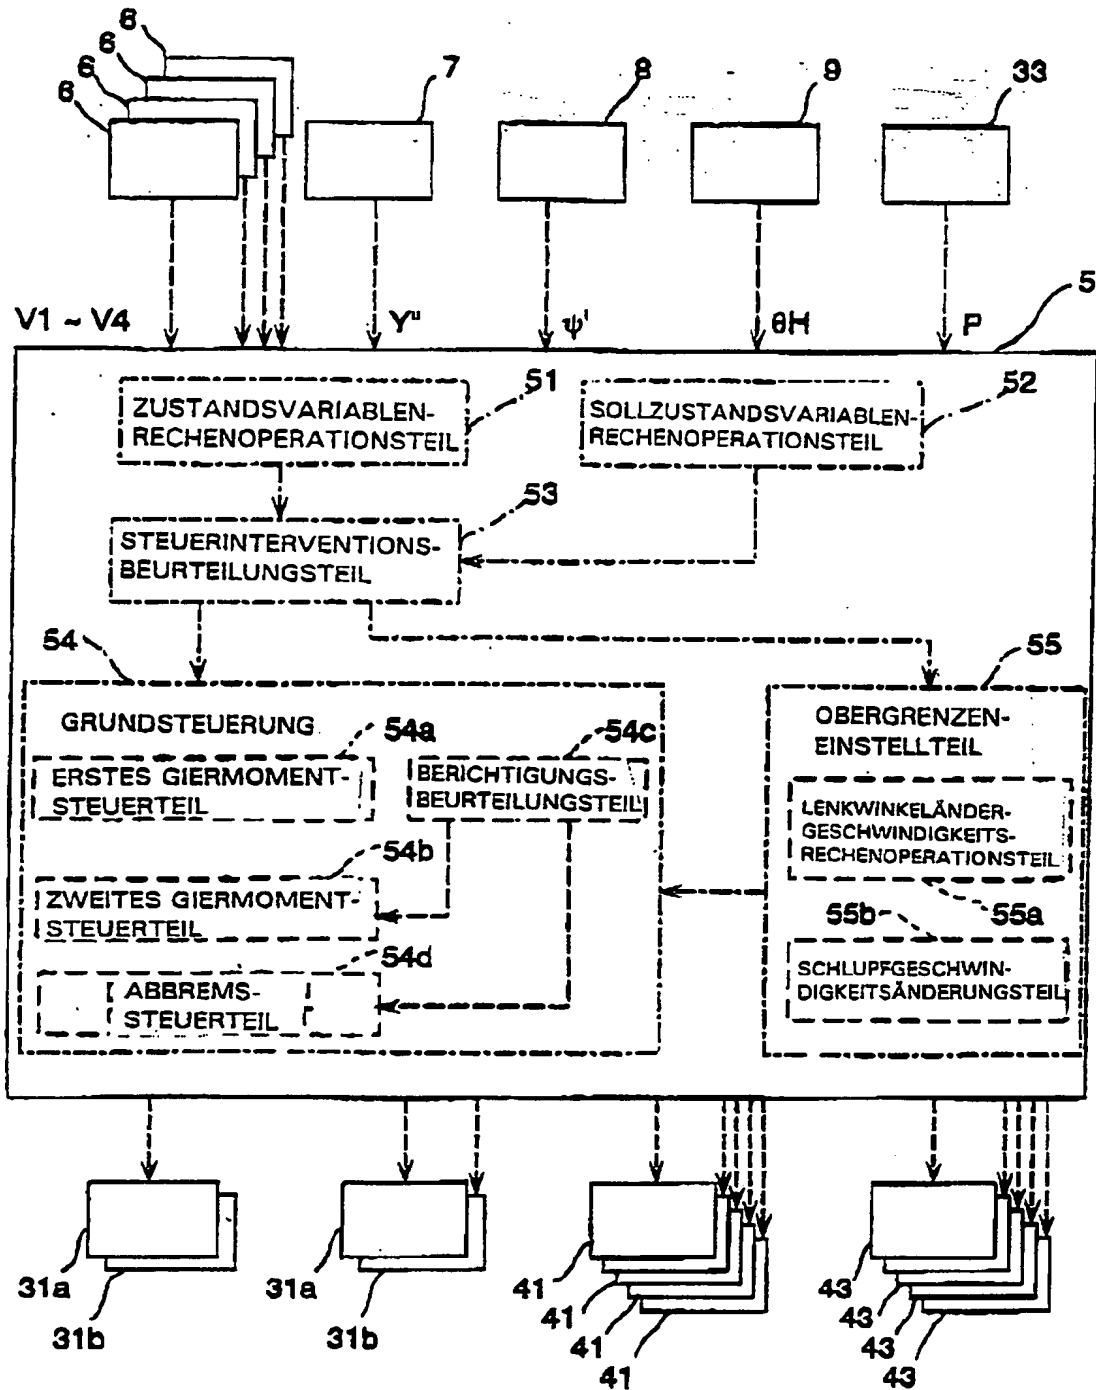 6
6
6
6
7
8
9
33
5
V1 ~ V4
Y"
ψ'
θH
P
51
ZUSTANDSVARIABLEN-
RECHENOPERATIONSTEIL
52
SOLLZUSTANDSVARIABLEN-
RECHENOPERATIONSTEIL
53
STEUERINTERVENTIONS-
BEURTEILUNGSTEIL
54
55
GRUNDSTEUERUNG
54a
ERSTES GIERMOMENT-
STEUERTEIL
54c
BERICHTIGUNGS-
BEURTEILUNGSTEIL
54b
ZWEITES GIERMOMENT-
STEUERTEIL
54d
ABBREMS-
STEUERTEIL
OBERGRENZEN-
EINSTELLTEIL
LENKWINKELÄNDER-
GESCHWINDIGKEITS-
RECHENOPERATIONSTEIL
55b
55a
SCHLUPFGESCHWIN-
DIGKEITSÄNDERUNGSTEIL
31a
31b
31a
31b
41
41
41
41
43
43
43
43